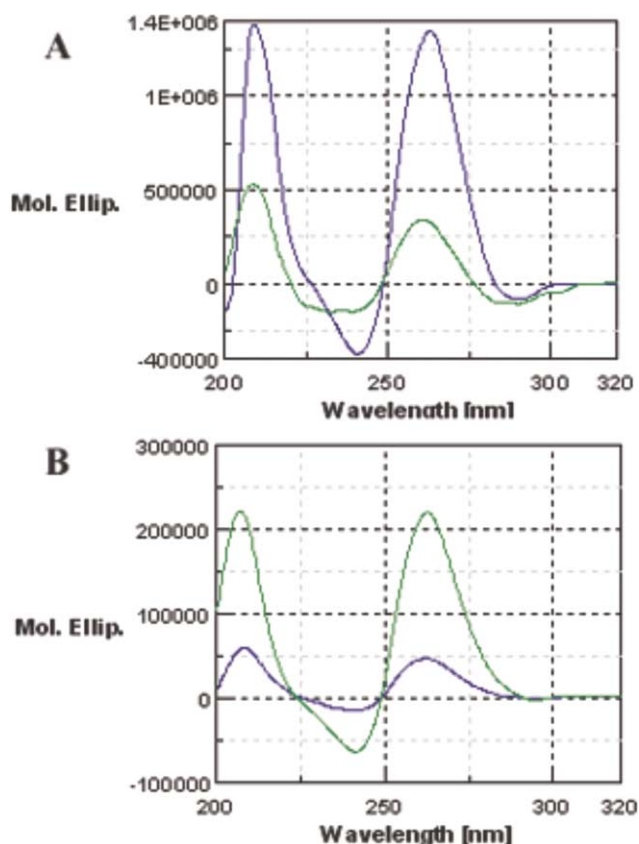 A
1.4E+006
1E+006
500000
Mol. Ellip.
0
-400000
200 250 300 320
Wavelength [nm]
B
300000
200000
100000
Mol. Ellip.
0
-100000
200 250 300 320
Wavelength [nm]